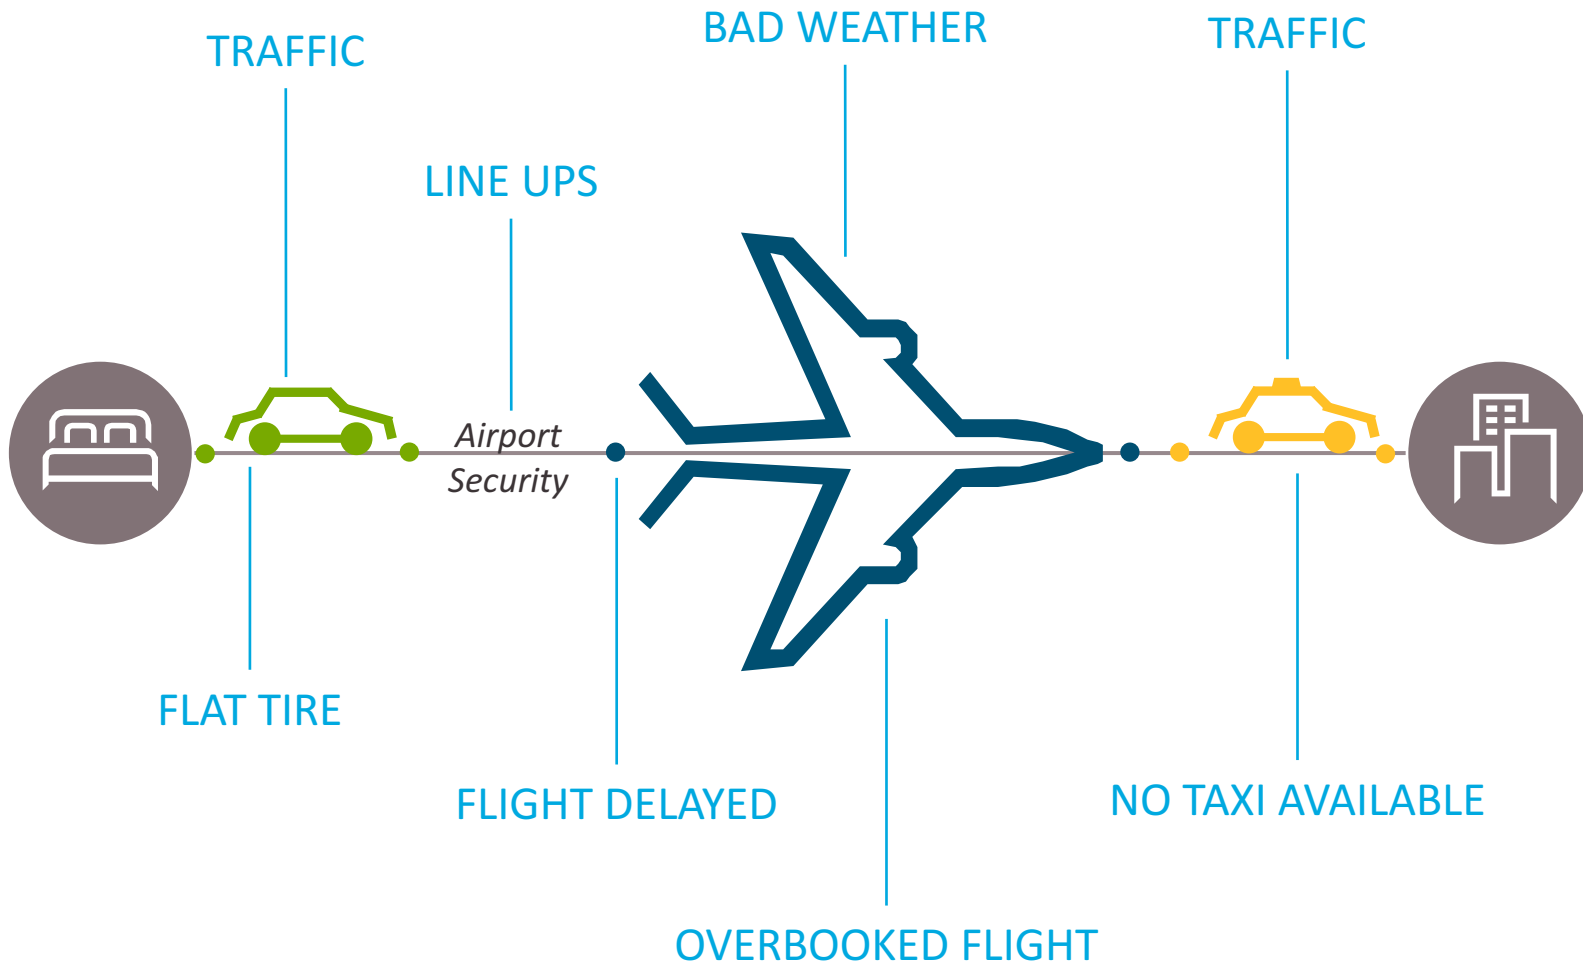 TRAFFIC
BAD WEATHER
TRAFFIC
LINE UPS
Airport
Security
FLAT TIRE
FLIGHT DELAYED
NO TAXI AVAILABLE
OVERBOOKED FLIGHT